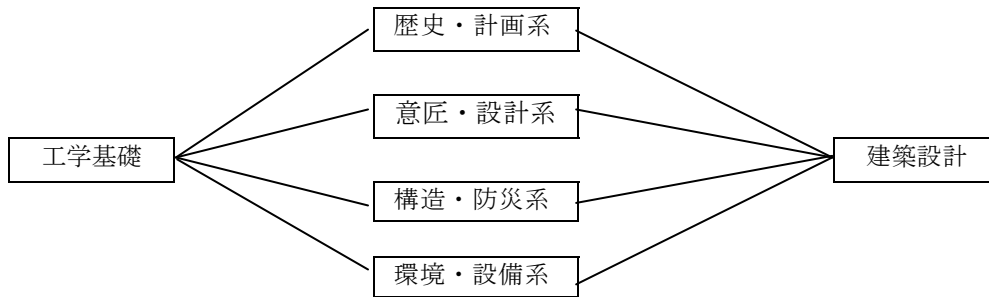 歴史・計画系
意匠・設計系
工学基礎
建築設計
構造・防災系
環境・設備系